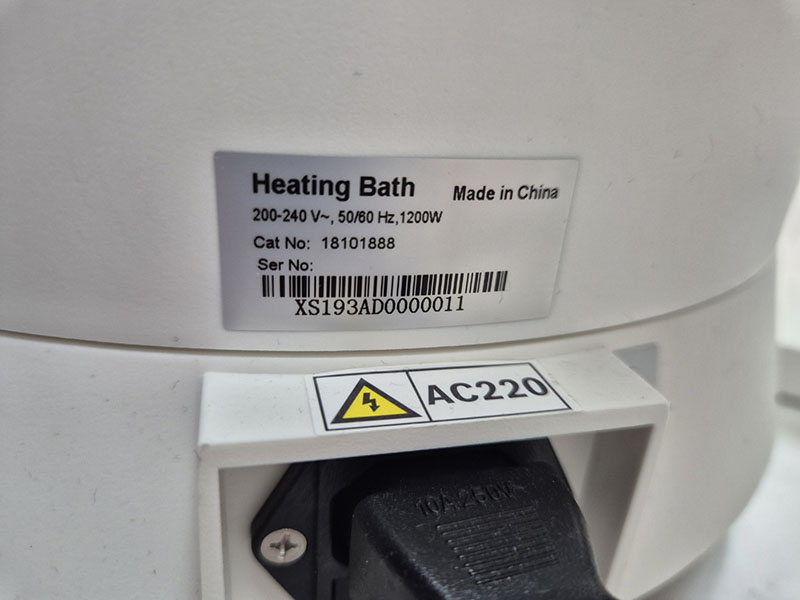 Heating Bath
Made in China
200-240 V~, 50/60 Hz,1200W
Cat No: 18101888
Ser No:
XS193AD0000011
AC220
10A 250V~